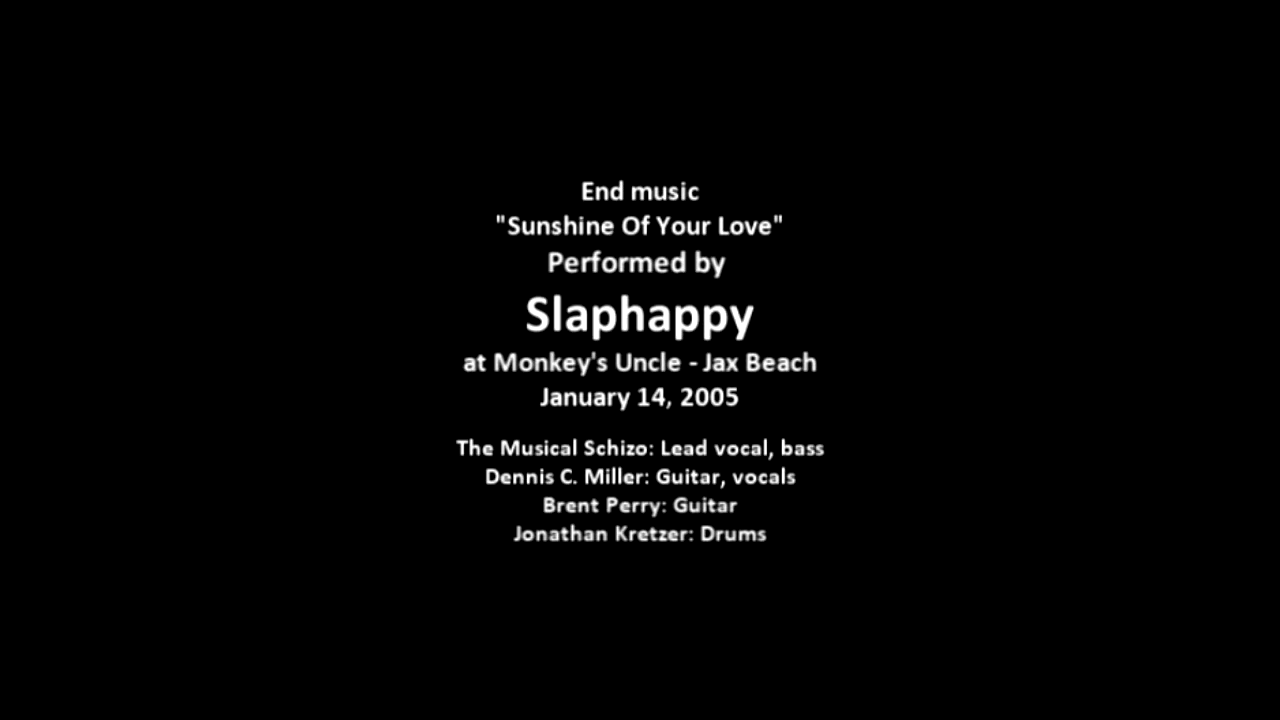 End music
"Sunshine Of Your Love"
Performed by
Slaphappy
at Monkey's Uncle - Jax Beach
January 14, 2005
The Musical Schizo: Lead vocal, bass
Dennis C. Miller: Guitar, vocals
Brent Perry: Guitar
Jonathan Kretzer: Drums